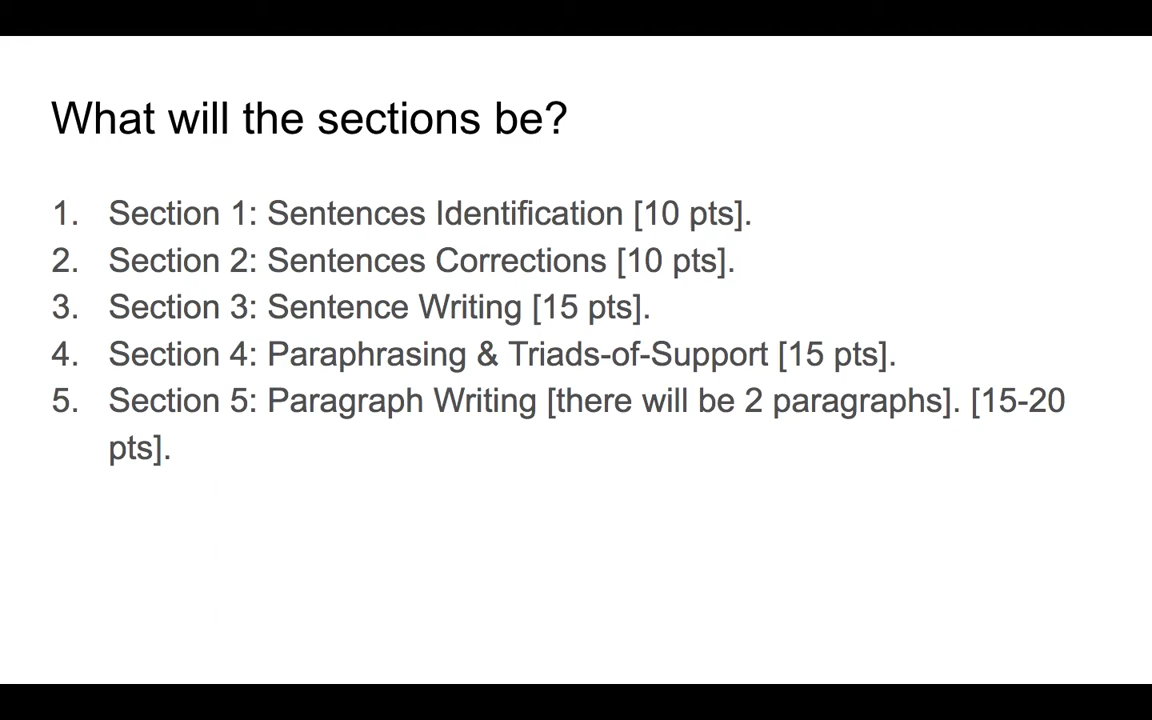 What will the sections be?
1. Section 1: Sentences Identification [10 pts].
2. Section 2: Sentences Corrections [10 pts].
3. Section 3: Sentence Writing [15 pts].
4. Section 4: Paraphrasing & Triads-of-Support [15 pts].
5. Section 5: Paragraph Writing [there will be 2 paragraphs]. [15-20
pts].